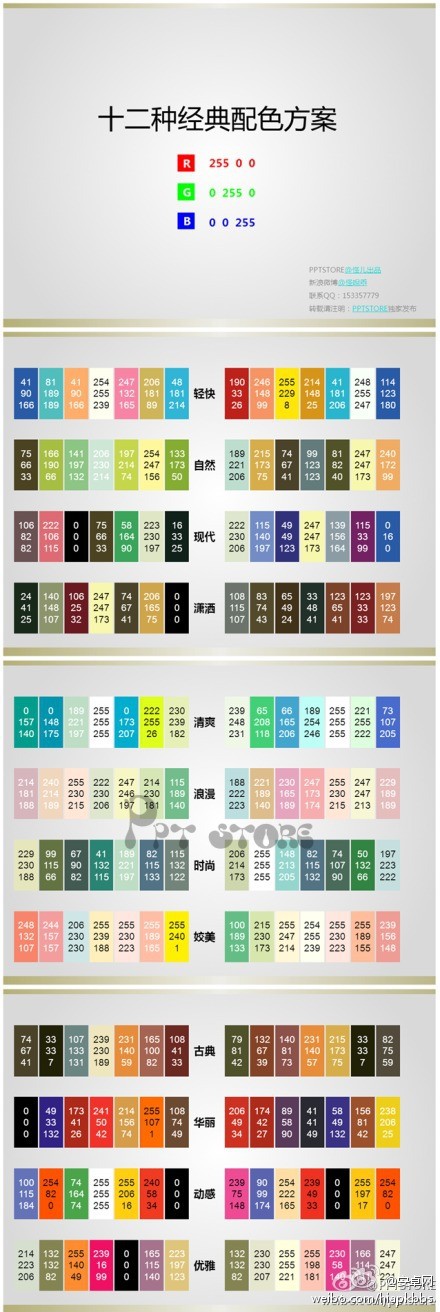 十二种经典配色方案
R 255 0 0
G 0 255 0
B 0 0 255
PPTSTORE
新浪微博
联系QQ：153357779
转载请注明：PPTSTORE独家发布
41 81 41 254 247 206 48 190 246 255 214 41 248 114
90 189 90 255 132 181 181 轻快 33 148 229 148 181 255 123
166 189 166 239 165 89 214 26 99 8 25 206 247 180
75 166 141 206 197 254 133 189 215 74 99 81 247 240
66 190 197 230 214 247 173 自然 221 173 67 123 82 247 172
33 66 132 214 74 156 50 206 75 41 123 40 173 99
106 222 0 75 58 223 16 222 115 49 247 139 115 0
82 106 0 66 164 230 33 现代 230 140 49 247 156 33 16
82 115 0 33 90 197 25 206 197 123 173 164 99 0
24 140 106 247 74 206 0 108 83 65 33 123 123 197
41 148 25 247 67 165 0 潇洒 115 74 49 48 65 33 123
25 107 32 173 41 75 0 107 43 24 41 33 33 74
0 0 189 255 0 222 230 239 65 66 189 255 221 73
157 148 221 255 173 255 239 清爽 248 208 165 254 255 255 107
140 175 197 255 207 26 182 231 118 206 246 255 222 205
214 240 255 222 247 214 115 188 221 230 247 255 247 229
181 214 230 230 246 230 189 浪漫 222 189 165 173 230 247 189
188 189 225 206 197 181 140 223 140 189 174 215 213 189
229 99 67 41 189 82 115 206 255 148 82 74 50 197
230 115 90 132 221 115 132 时尚 214 255 213 115 107 132 223
188 66 67 115 197 115 122 173 255 205 140 90 66 222
248 244 206 255 255 255 255 100 215 255 254 255 255 239
132 157 230 239 230 189 240 姣美 189 230 247 255 239 189 156
107 157 230 188 223 165 1 133 173 214 239 223 155 148
74 33 107 239 231 165 108 79 132 140 231 214 33 82
67 33 133 230 140 100 41 古典 81 67 81 140 173 33 75
41 7 131 189 59 82 33 42 39 73 57 75 7 59
0 49 173 241 214 255 108 206 174 89 41 58 156 238
0 33 41 50 156 107 74 华丽 49 42 58 41 49 81 206
0 132 26 42 74 1 49 34 27 90 49 132 42 25
100 254 74 255 255 240 0 239 90 254 239 0 255 254
115 82 164 255 206 58 0 动感 75 99 222 49 0 197 82
184 0 74 255 16 34 0 148 174 165 33 0 17 0
214 132 255 239 0 165 223 132 230 255 255 230 166 247
223 132 140 16 0 115 197 优雅 132 230 255 198 58 114 247
206 82 49 99 0 140 123 82 230 225 181 148
PPT STORE